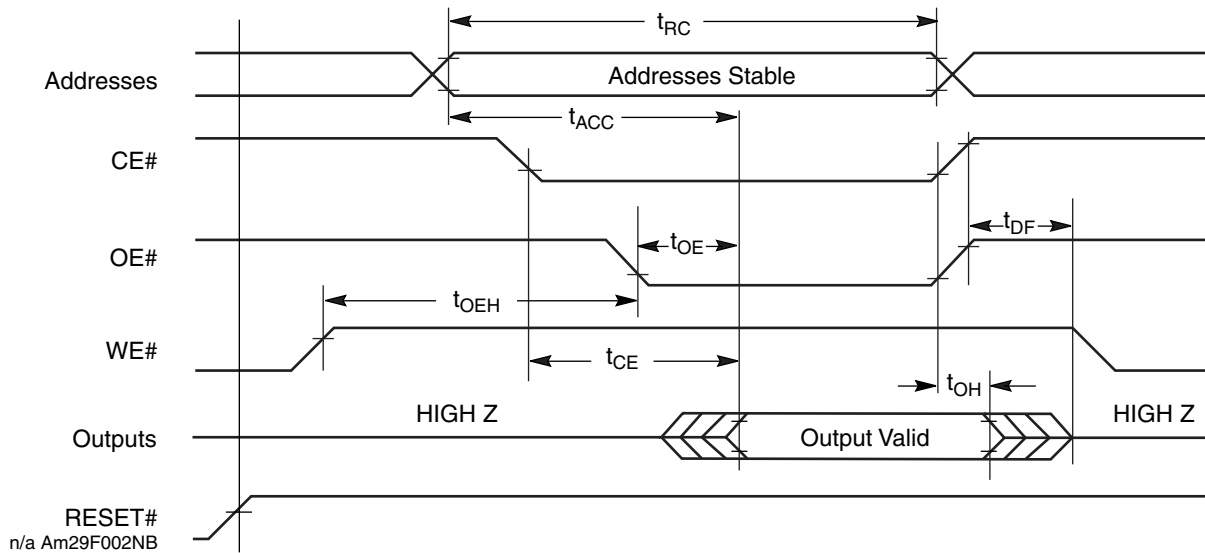 tRC
Addresses
Addresses Stable
tACC
CE#
tDF
tOE
OE#
tOEH
WE#
tCE
tOH
HIGH Z
HIGH Z
Outputs
Output Valid
RESET#
n/a Am29F002NB